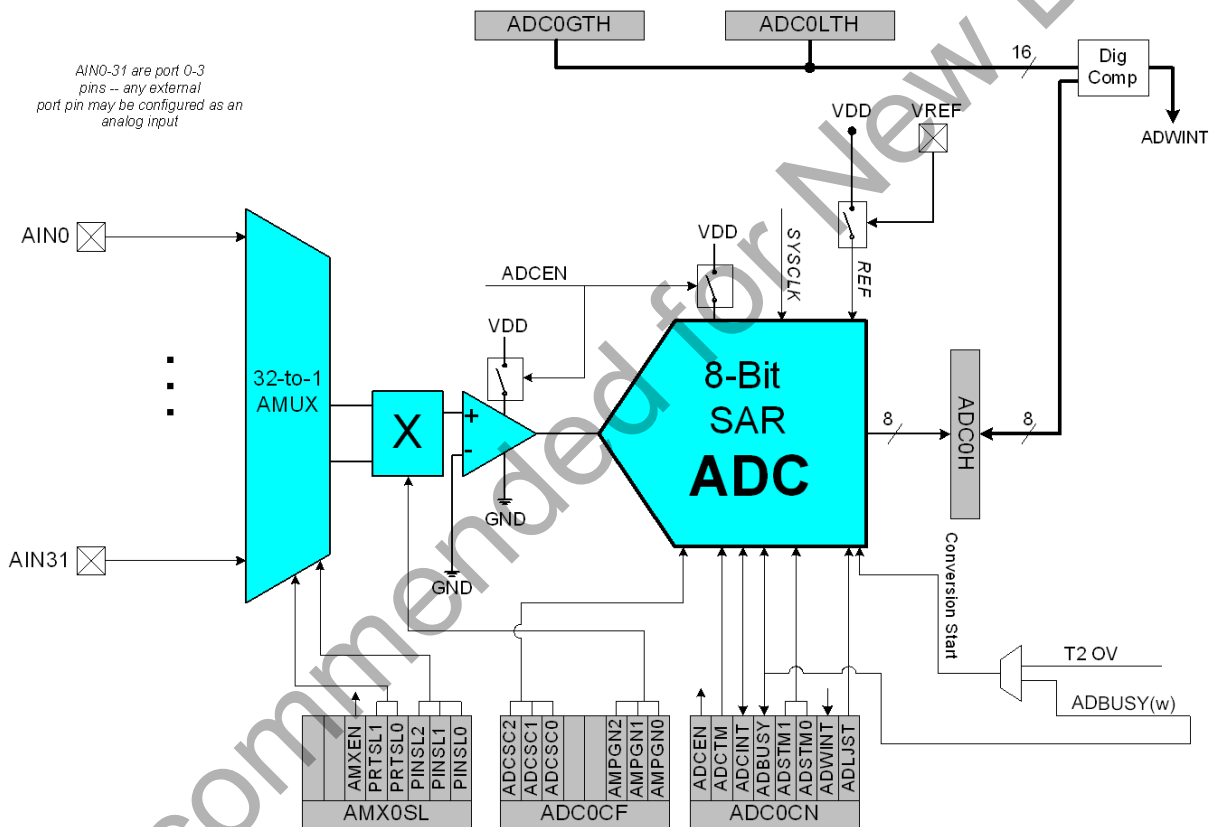 ADC0GTH
ADC0LTH
AIN0-31 are port 0-3
pins -- any external
port pin may be configured as an
analog input
16
Dig
Comp
ADWINT
VDD
VREF
AIN0
VDD
SYSCLK
REF
ADCEN
VDD
32-to-1
AMUX
X
+
-
8-Bit
SAR
ADC
8
ADC0H
8
GND
GND
AIN31
Conversion Start
T2 OV
ADBUSY(w)
AMXEN
PRTSL1
PRTSL0
PINSL2
PINSL1
PINSL0
AMX0SL
ADCSC2
ADCSC1
ADCSC0
AMPGN2
AMPGN1
AMPGN0
ADC0CF
ADCEN
ADCTM
ADCINT
ADBUSY
ADSTM1
ADSTM0
ADWINT
ADLJST
ADC0CN
commended for New